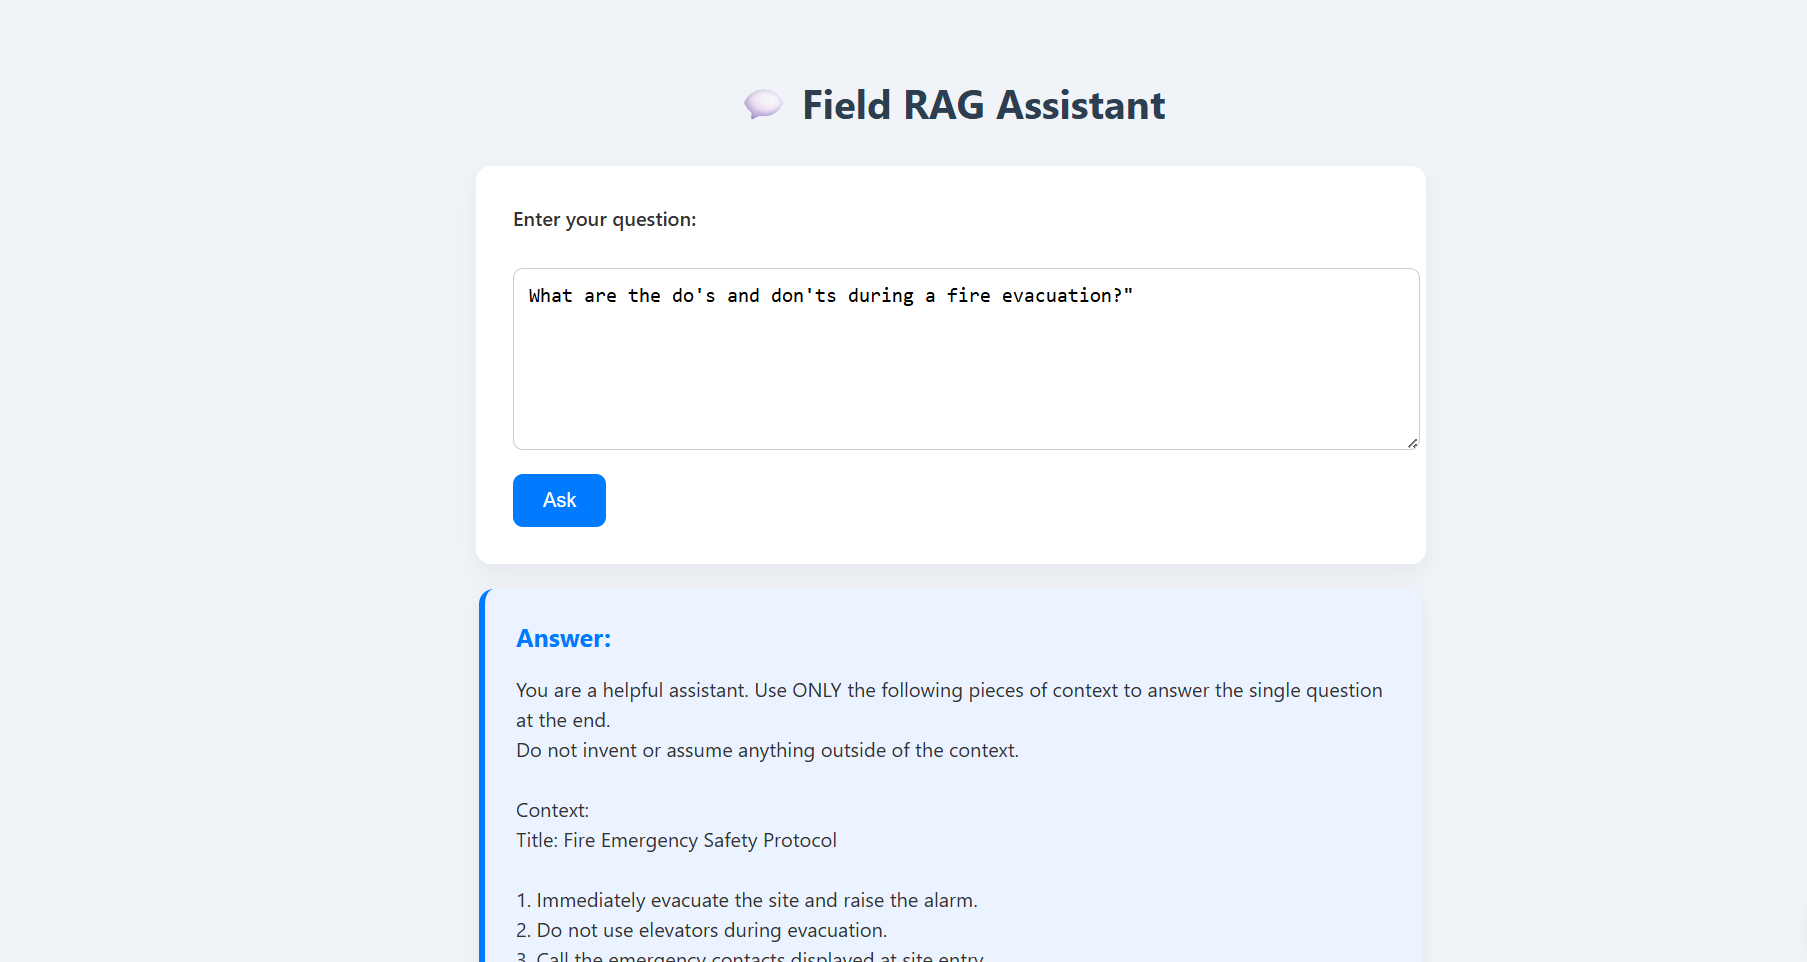 Field RAG Assistant
Enter your question:
What are the do's and don'ts during a fire evacuation?"
Ask
Answer:
You are a helpful assistant. Use ONLY the following pieces of context to answer the single question
at the end.
Do not invent or assume anything outside of the context.
Context:
Title: Fire Emergency Safety Protocol
1. Immediately evacuate the site and raise the alarm.
2. Do not use elevators during evacuation.
3. Call the emergency contacts displayed at site entry.